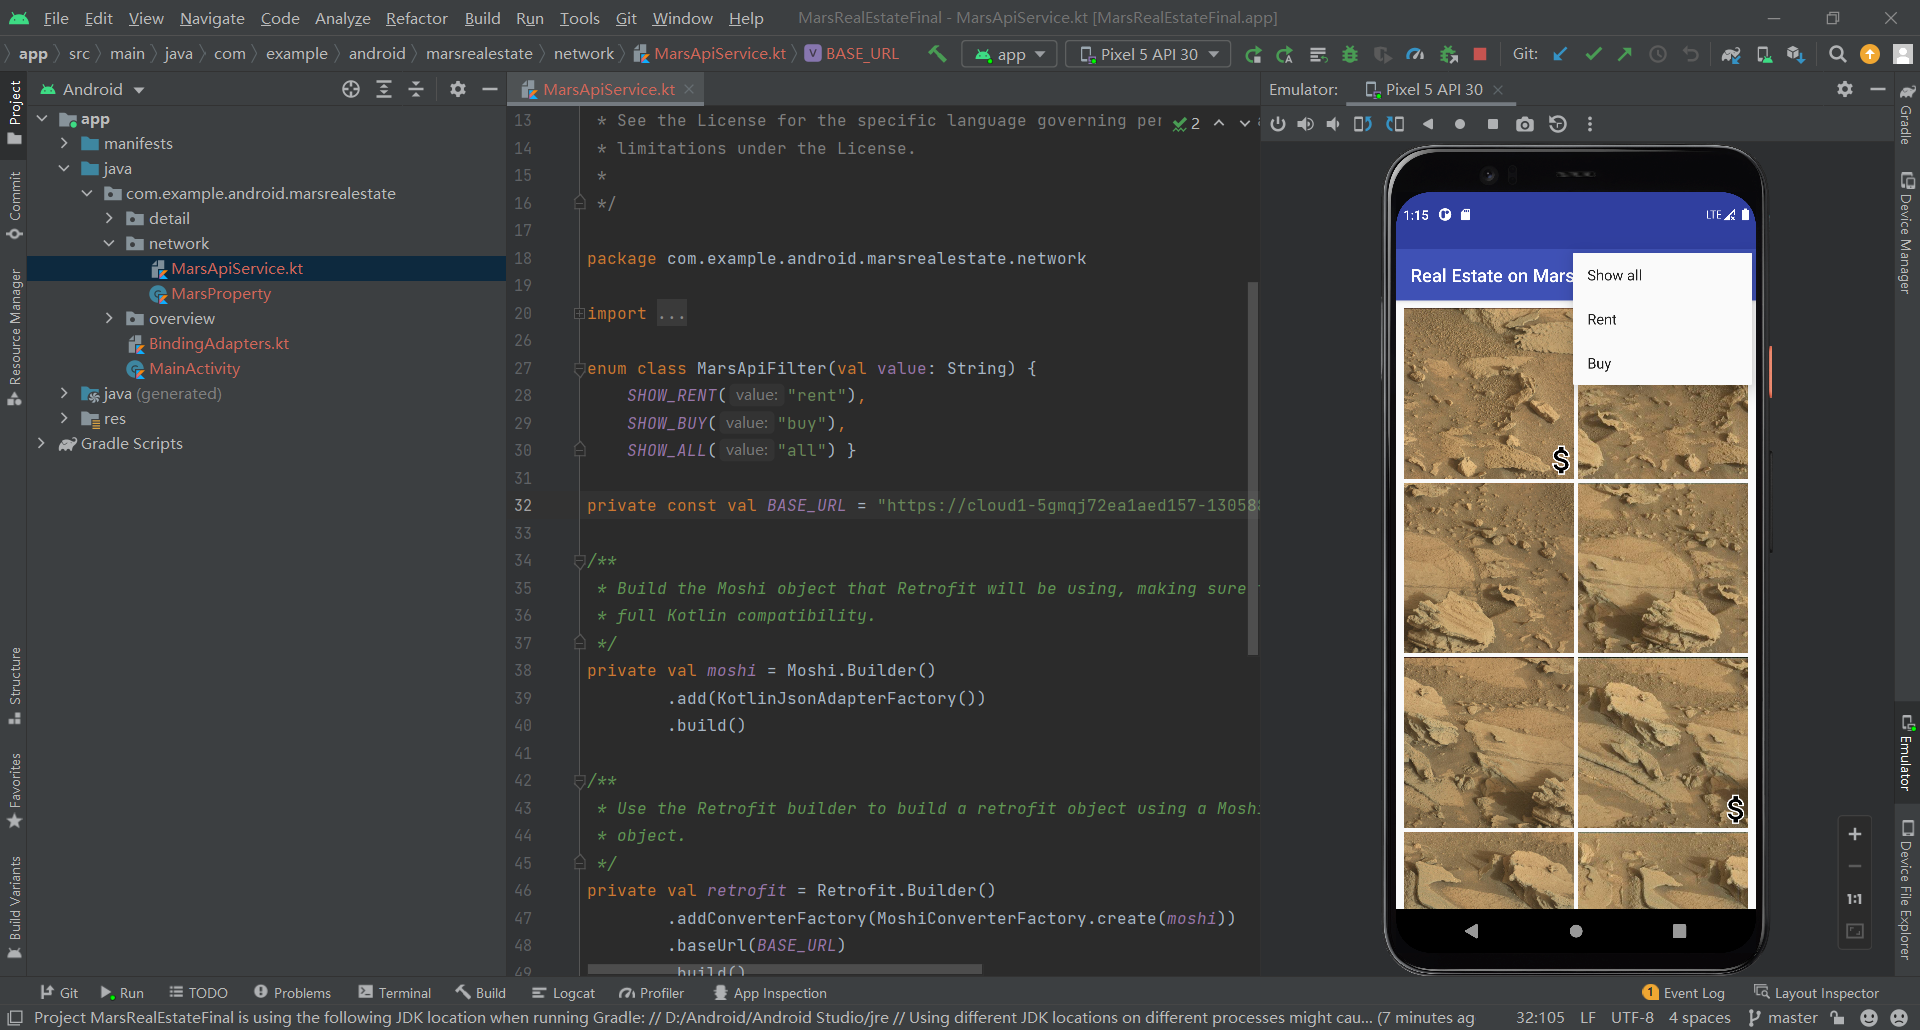 File Edit View Navigate Code Analyze Refactor Build Run Tools Git Window Help MarsRealEstateFinal - MarsApiService.kt [MarsRealEstateFinal.app]
app src main java com example android marsrealestate network MarsApiService.kt V BASE_URL app Pixel 5 API 30 Git:
Android
app
manifests
java
com.example.android.marsrealestate
detail
network
MarsApiService.kt
MarsProperty
overview
BindingAdapters.kt
MainActivity
java (generated)
res
Gradle Scripts
Project
Commit
Resource Manager
Structure
Favorites
Build Variants
MarsApiService.kt
2
13 * See the License for the specific language governing per
14 * limitations under the License.
15 *
16 */
17
18 package com.example.android.marsrealestate.network
19
20 import ...
26
27 enum class MarsApiFilter(val value: String) {
28 SHOW_RENT( value: "rent"),
29 SHOW_BUY( value: "buy"),
30 SHOW_ALL( value: "all") }
31
32 private const val BASE_URL = "https://cloud1-5gmqj72ea1aed157-13058
33
34 /**
35 * Build the Moshi object that Retrofit will be using, making sure
36 * full Kotlin compatibility.
37 */
38 private val moshi = Moshi.Builder()
39 .add(KotlinJsonAdapterFactory())
40 .build()
41
42 /**
43 * Use the Retrofit builder to build a retrofit object using a Moshi
44 * object.
45 */
46 private val retrofit = Retrofit.Builder()
47 .addConverterFactory(MoshiConverterFactory.create(moshi))
48 .baseUrl(BASE_URL)
49 .build()
Emulator: Pixel 5 API 30
1:15 LTE
Real Estate on Mars
Show all
Rent
Buy
$
$
1:1
Gradle
Device Manager
Emulator
Device File Explorer
Git Run TODO Problems Terminal Build Logcat Profiler App Inspection 1 Event Log Layout Inspector
Project MarsRealEstateFinal is using the following JDK location when running Gradle: // D:/Android/Android Studio/jre // Using different JDK locations on different processes might cau... (7 minutes ag 32:105 LF UTF-8 4 spaces master